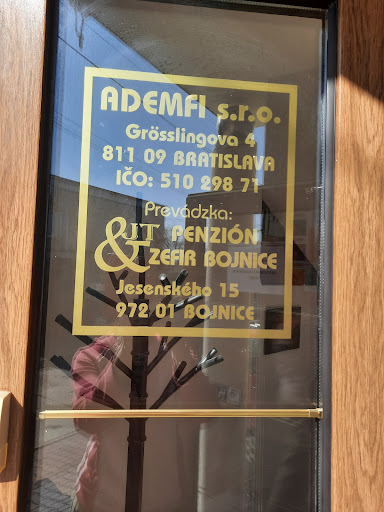 ADEMFI s.r.o.
Grösslingova 4
811 09 BRATISLAVA
IČO: 510 298 71
Prevádzka:
JT & PENZIÓN
ZEFIR BOJNICE
Jesenského 15
972 01 BOJNICE